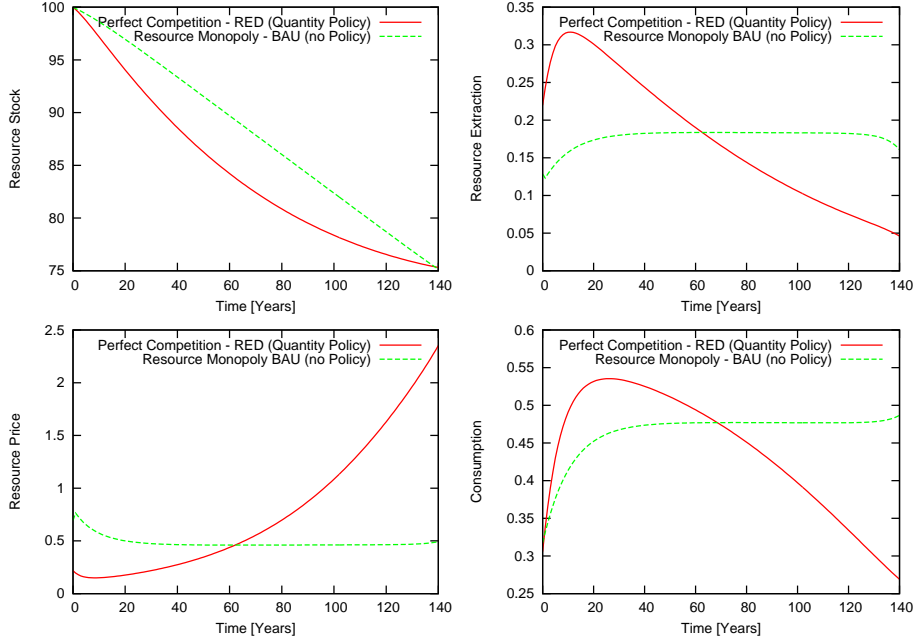 100
95
90
85
80
75
0 20 40 60 80 100 120 140
Resource Stock
Time [Years]
Perfect Competition - RED (Quantity Policy)
Resource Monopoly - BAU (no Policy)
0.35
0.3
0.25
0.2
0.15
0.1
0.05
0
0 20 40 60 80 100 120 140
Resource Extraction
Time [Years]
Perfect Competition - RED (Quantity Policy)
Resource Monopoly BAU (no Policy)
2.5
2
1.5
1
0.5
0
0 20 40 60 80 100 120 140
Resource Price
Time [Years]
Perfect Competition - RED (Quantity Policy)
Resource Monopoly BAU (no Policy)
0.6
0.55
0.5
0.45
0.4
0.35
0.3
0.25
0 20 40 60 80 100 120 140
Consumption
Time [Years]
Perfect Competition - RED (Quantity Policy)
Resource Monopoly - BAU (no Policy)